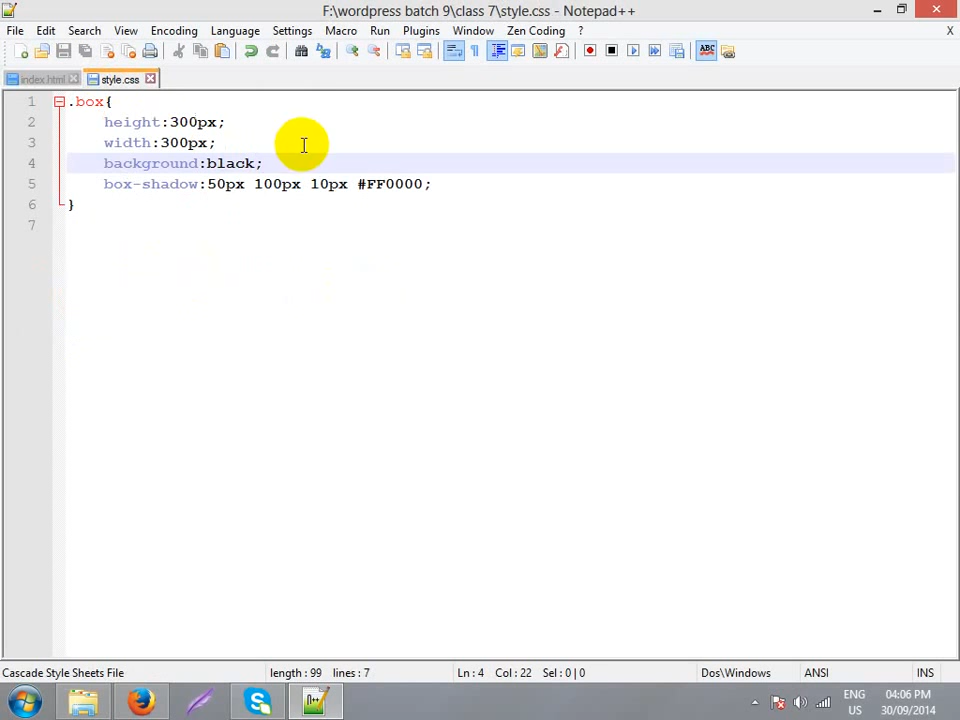 F:\wordpress batch 9\class 7\style.css - Notepad++
File Edit Search View Encoding Language Settings Macro Run Plugins Window Zen Coding ? X
index.html style.css
1 .box{
2 height:300px;
3 width:300px;
4 background:black;
5 box-shadow:50px 100px 10px #FF0000;
6 }
7
Cascade Style Sheets File length : 99 lines : 7 Ln : 4 Col : 22 Sel : 0 | 0 Dos\Windows ANSI INS
ENG 04:06 PM
US 30/09/2014